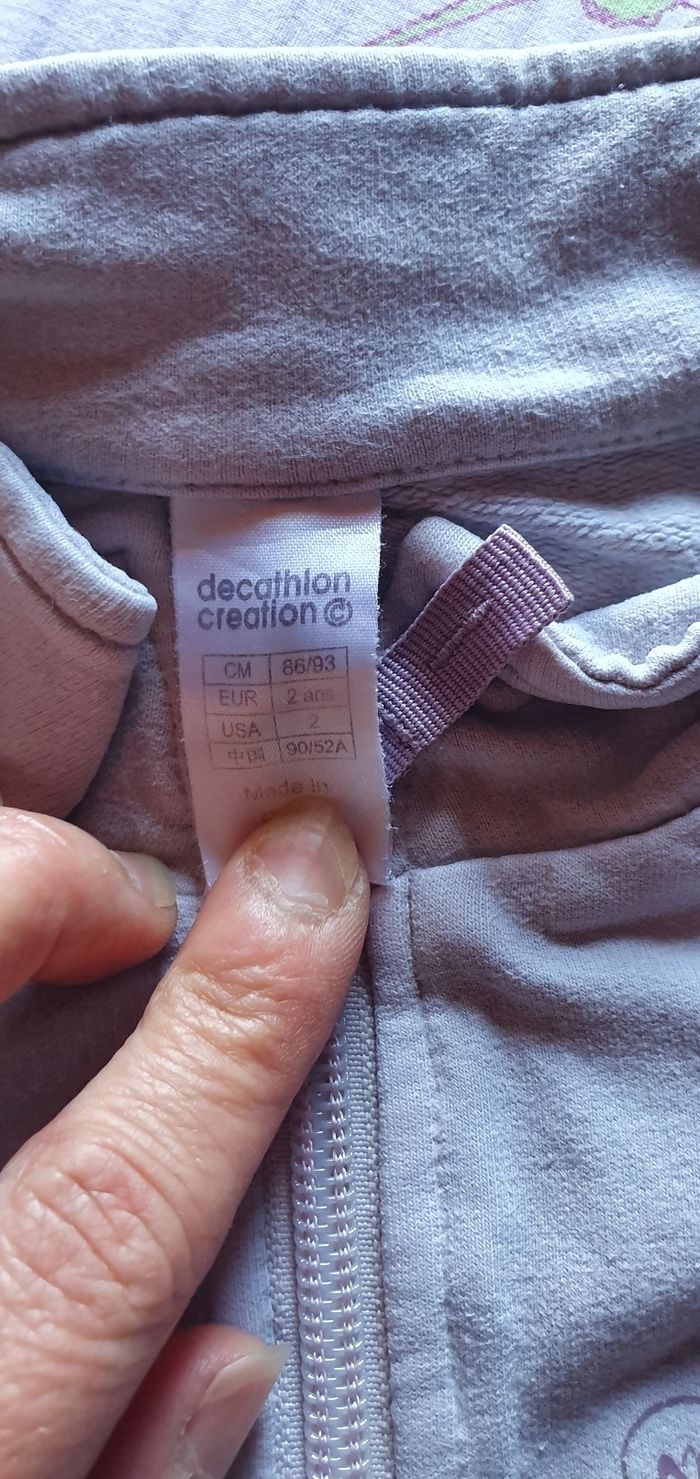 decathlon
creation
CM 86/93
EUR 2 ans
USA 2
中国 90/52A
Made in